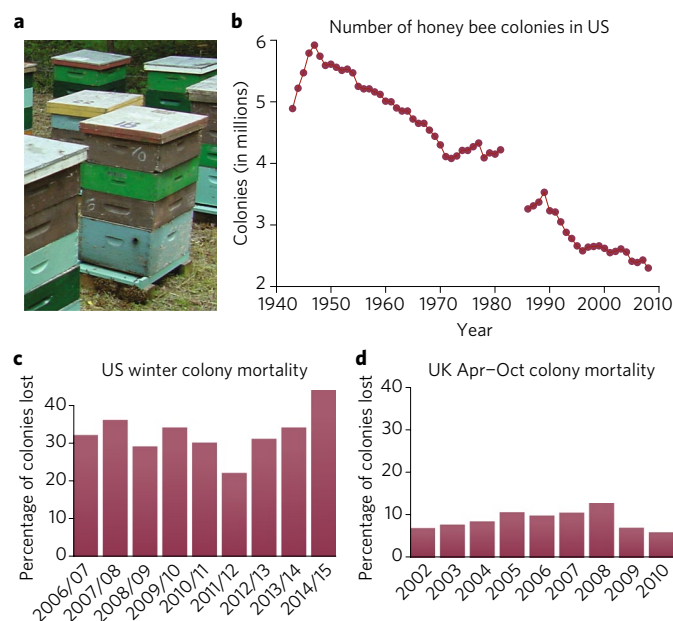 a
22
18
10
b
Number of honey bee colonies in US
Colonies (in millions)
6
5
4
3
2
1940 1950 1960 1970 1980 1990 2000 2010
Year
c
US winter colony mortality
Percentage of colonies lost
40
30
20
10
0
2006/07 2007/08 2008/09 2009/10 2010/11 2011/12 2012/13 2013/14 2014/15
d
UK Apr–Oct colony mortality
Percentage of colonies lost
40
30
20
10
0
2002 2003 2004 2005 2006 2007 2008 2009 2010